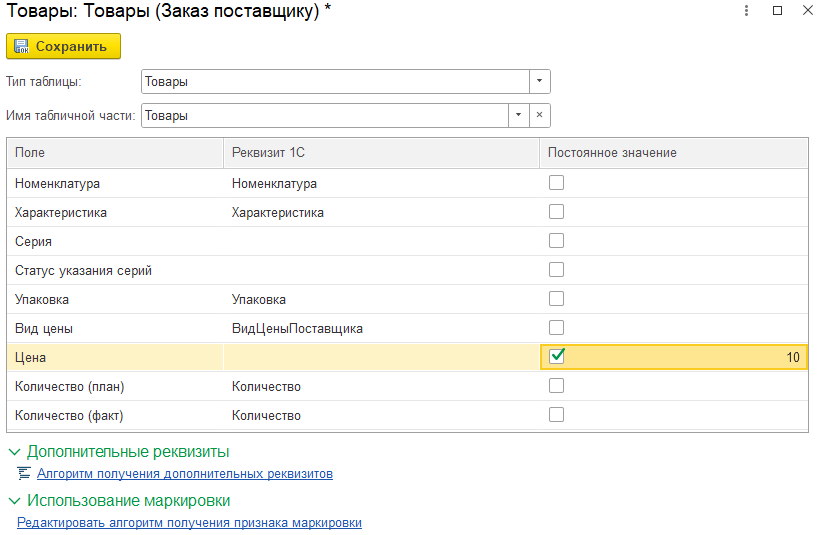 Товары: Товары (Заказ поставщику) *
Сохранить
Тип таблицы: Товары
Имя табличной части: Товары
Поле Реквизит 1С Постоянное значение
Номенклатура Номенклатура
Характеристика Характеристика
Серия
Статус указания серий
Упаковка Упаковка
Вид цены ВидЦеныПоставщика
Цена 10
Количество (план) Количество
Количество (факт) Количество
Дополнительные реквизиты
Алгоритм получения дополнительных реквизитов
Использование маркировки
Редактировать алгоритм получения признака маркировки